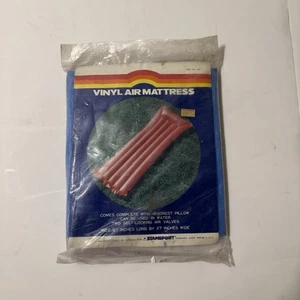 VINYL AIR MATTRESS
COMES COMPLETE WITH HEADREST PILLOW
CAN BE USED IN WATER
TWO SELF-LOCKING AIR VALVES
INCHES LONG BY 27 INCHES WIDE
STANSPORT